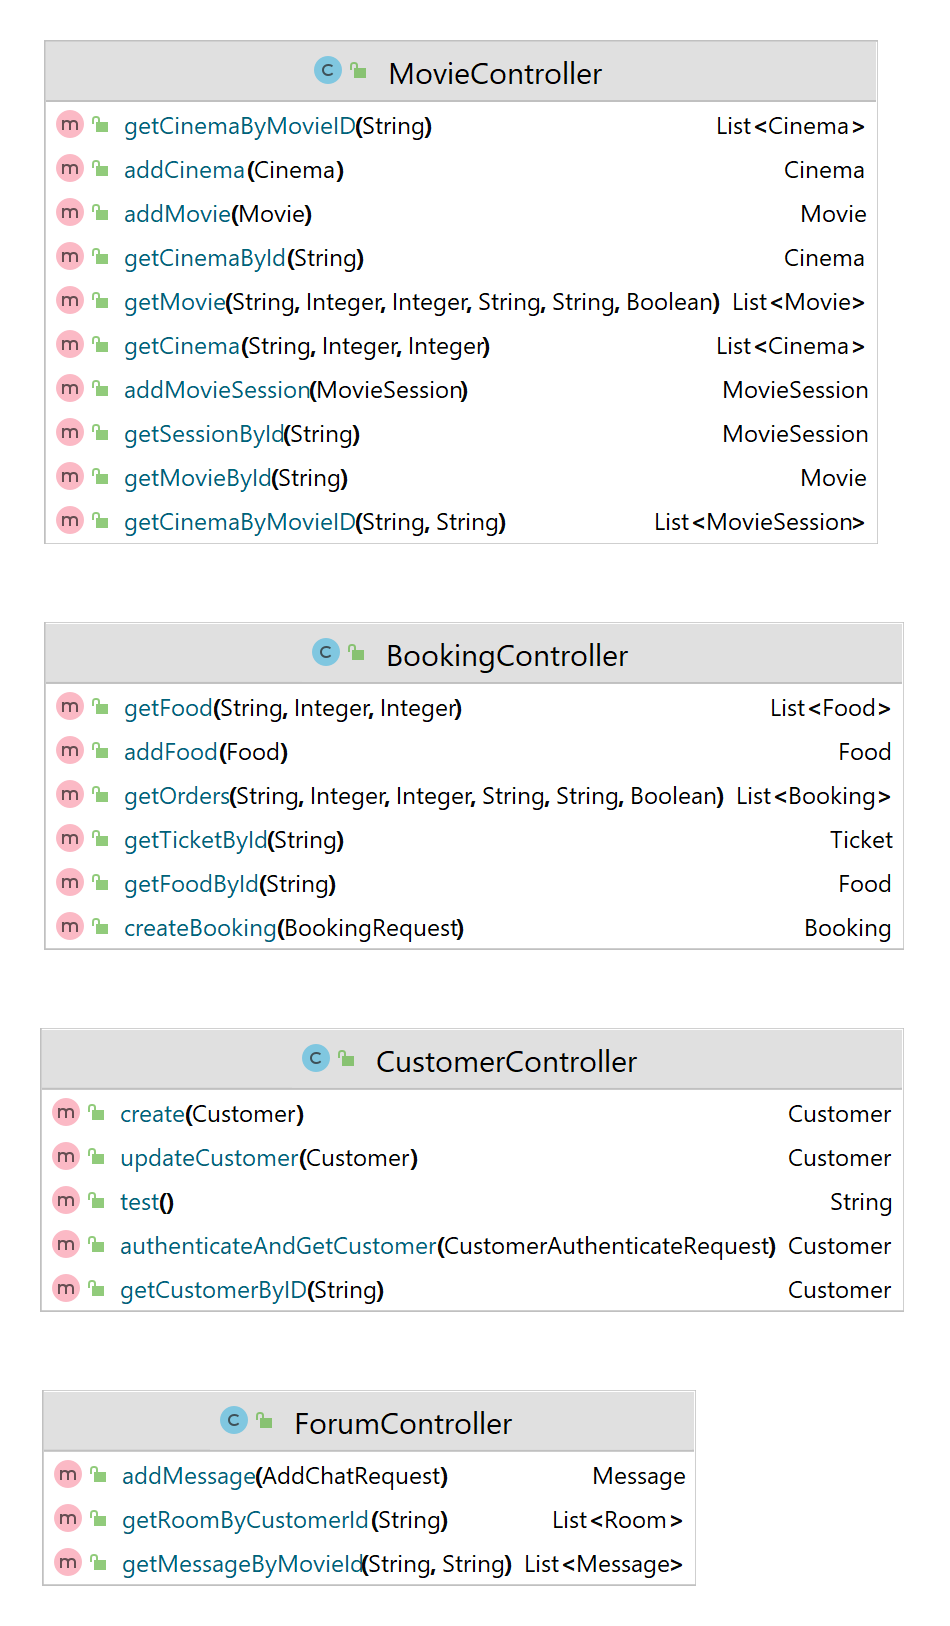 C MovieController
m getCinemaByMovieID(String) List<Cinema>
m addCinema(Cinema) Cinema
m addMovie(Movie) Movie
m getCinemaById(String) Cinema
m getMovie(String, Integer, Integer, String, String, Boolean) List<Movie>
m getCinema(String, Integer, Integer) List<Cinema>
m addMovieSession(MovieSession) MovieSession
m getSessionById(String) MovieSession
m getMovieById(String) Movie
m getCinemaByMovieID(String, String) List<MovieSession>
C BookingController
m getFood(String, Integer, Integer) List<Food>
m addFood(Food) Food
m getOrders(String, Integer, Integer, String, String, Boolean) List<Booking>
m getTicketById(String) Ticket
m getFoodById(String) Food
m createBooking(BookingRequest) Booking
C CustomerController
m create(Customer) Customer
m updateCustomer(Customer) Customer
m test() String
m authenticateAndGetCustomer(CustomerAuthenticateRequest) Customer
m getCustomerByID(String) Customer
C ForumController
m addMessage(AddChatRequest) Message
m getRoomByCustomerId(String) List<Room>
m getMessageByMovieId(String, String) List<Message>